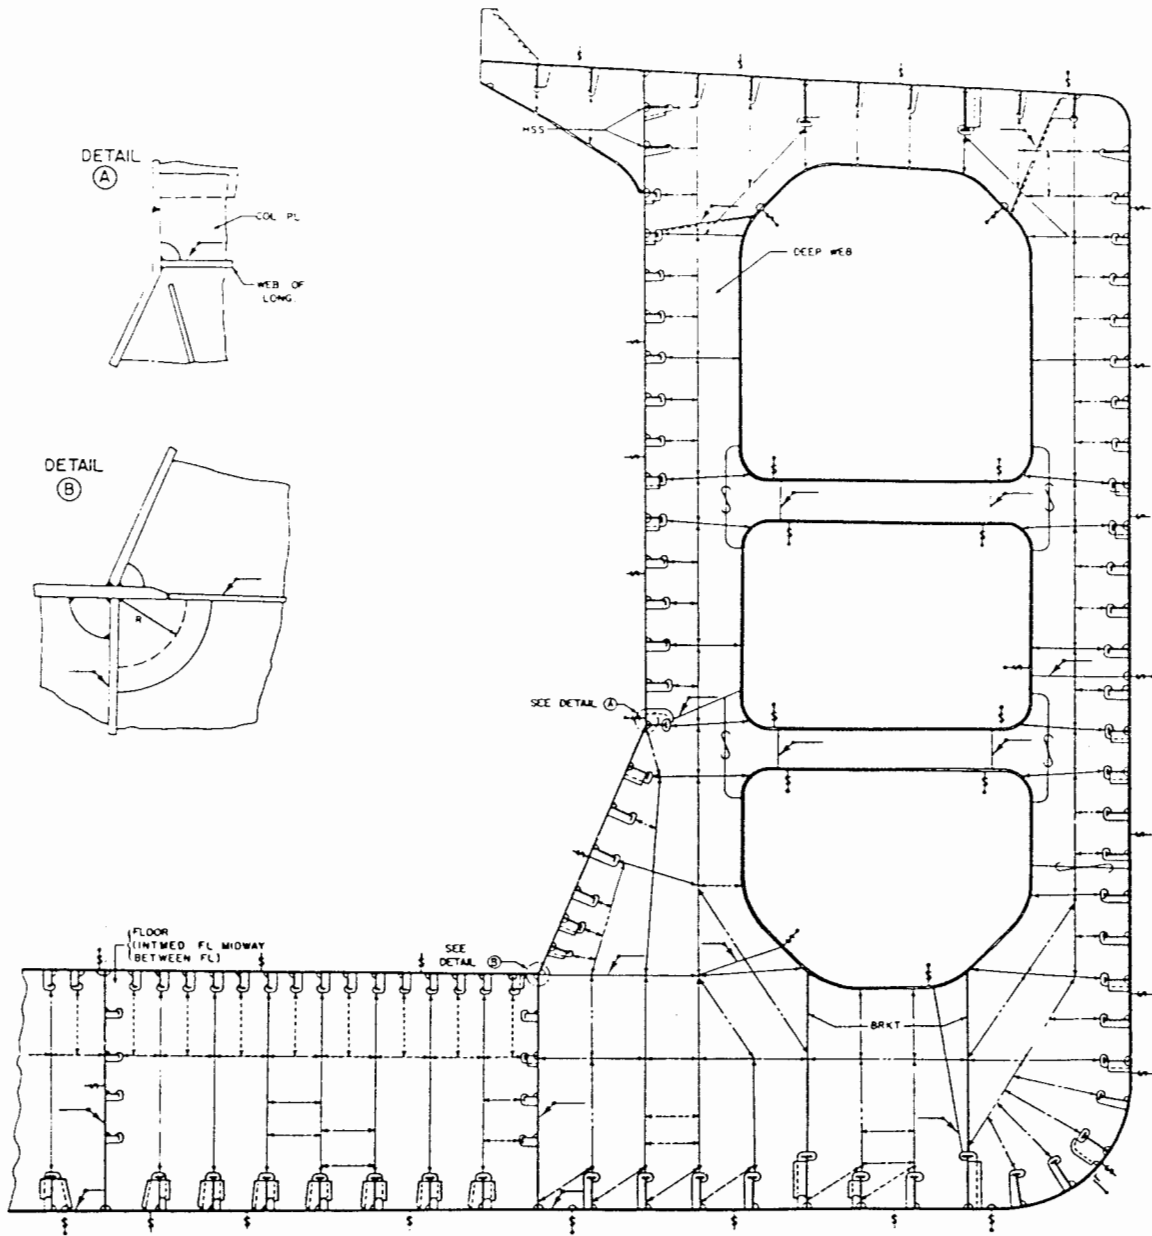 DETAIL
A
COL PL
WEB OF
LONG.
DETAIL
B
R
HSS
DEEP WEB
SEE DETAIL A
FLOOR
(INTMED FL MIDWAY
BETWEEN FL)
SEE
DETAIL B
BRKT